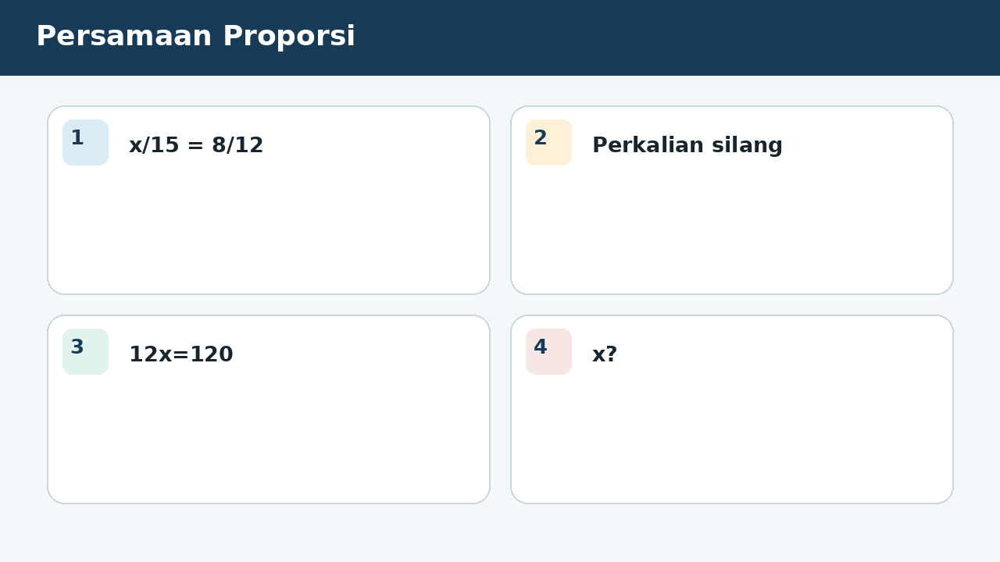 Persamaan Proporsi
1
x/15 = 8/12
2
Perkalian silang
3
12x=120
4
x?